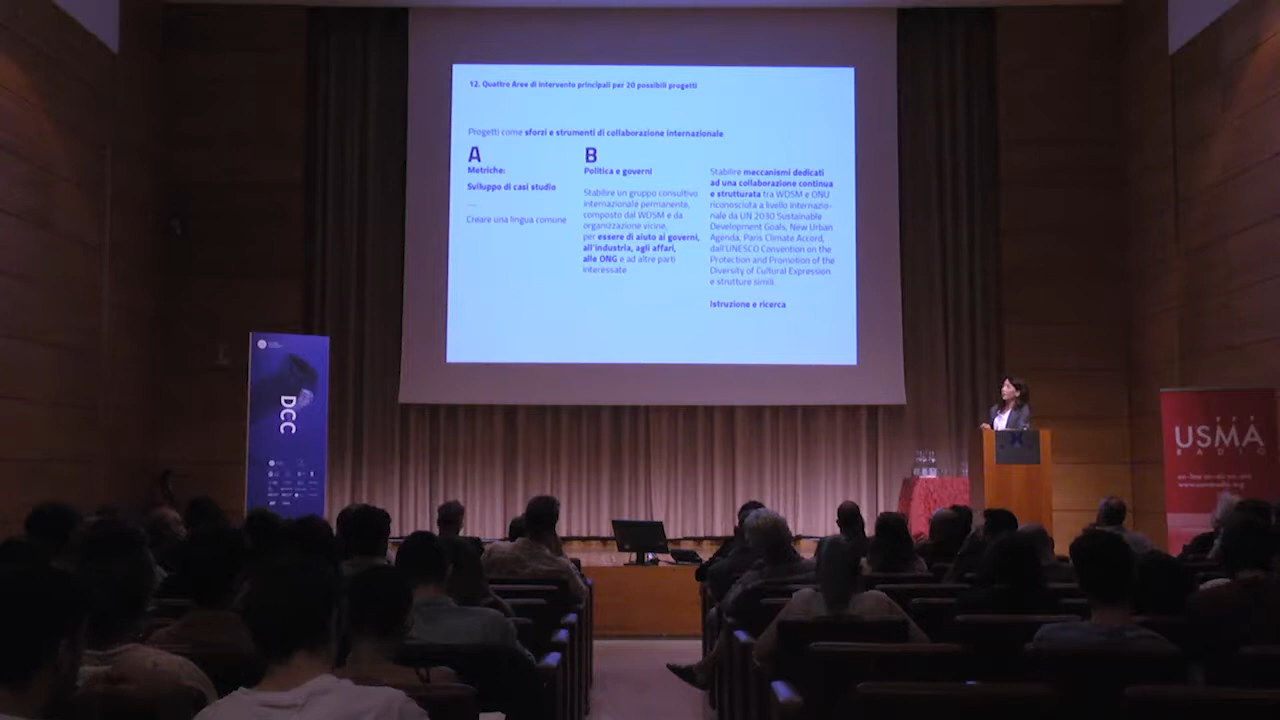 12. Quattro Aree di intervento principali per 20 possibili progetti
Progetti come sforzi e strumenti di collaborazione internazionale
A
Metriche:
Sviluppo di casi studio
....
Creare una lingua comune
B
Politica e governi
Stabilire un gruppo consultivo
internazionale permanente,
composto dal WDSM e da
organizzazione vicine,
per essere di aiuto ai governi,
all'industria, agli affari,
alle ONG e ad altre parti
interessate
Stabilire meccanismi dedicati
ad una collaborazione continua
e strutturata tra WDSM e ONU
riconosciuta a livello internazio-
nale da UN 2030 Sustainable
Development Goals, New Urban
Agenda, Paris Climate Accord,
dall'UNESCO Convention on the
Protection and Promotion of the
Diversity of Cultural Expression
e strutture simili.
Istruzione e ricerca
DCC
USMA
RADIO
www.usmaradio.org